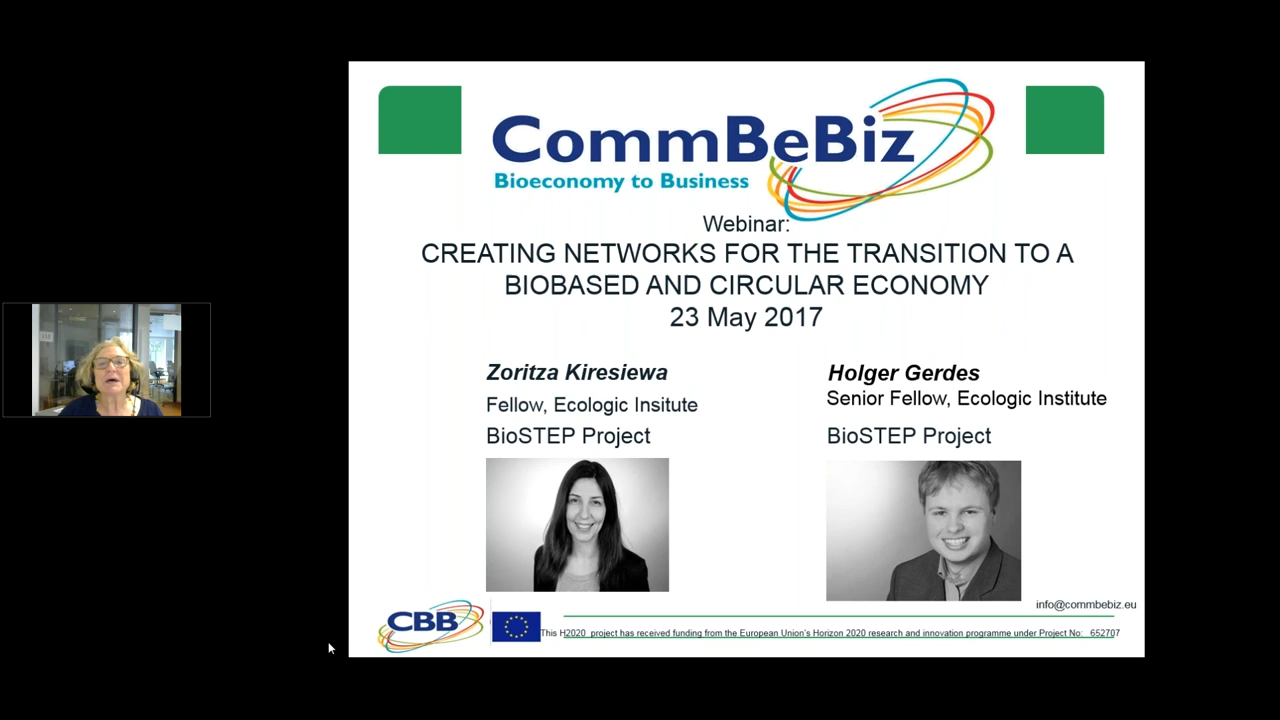 CommBeBiz
Bioeconomy to Business
Webinar:
CREATING NETWORKS FOR THE TRANSITION TO A
BIOBASED AND CIRCULAR ECONOMY
23 May 2017
Zoritza Kiresiewa
Fellow, Ecologic Insitute
BioSTEP Project
Holger Gerdes
Senior Fellow, Ecologic Institute
BioSTEP Project
info@commbebiz.eu
CBB
This H2020 project has received funding from the European Union's Horizon 2020 research and innovation programme under Project No: 652707